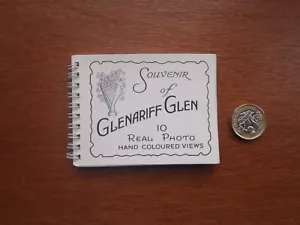 SOUVENIR
of
GLENARIFF GLEN
10
REAL PHOTO
HAND COLOURED VIEWS